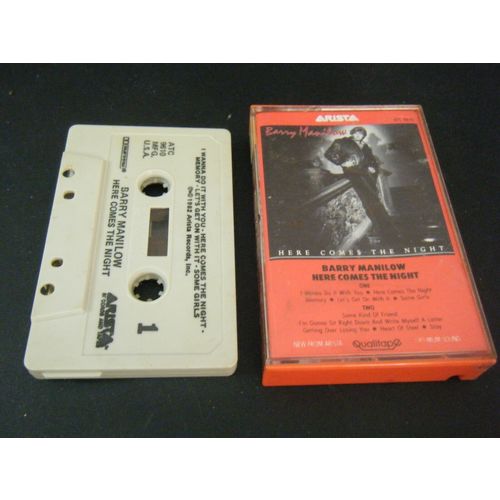 ATC
9610
MFG.
U.S.A.
I WANNA DO IT WITH YOU • HERE COMES THE NIGHT •
MEMORY • LET'S GET ON WITH IT • SOME GIRLS
℗© 1982 Arista Records, Inc.
BARRY MANILOW
HERE COMES THE NIGHT
ARISTA
1
ARISTA
Barry Manilow
HERE COMES THE NIGHT
BARRY MANILOW
HERE COMES THE NIGHT
ONE
I Wanna Do It With You • Here Comes The Night
Memory • Let's Get On With It • Some Girls
TWO
Some Kind Of Friend
I'm Gonna Sit Right Down And Write Myself A Letter
Getting Over Losing You • Heart Of Steel • Stay
NEW FROM ARISTA
Qualitape